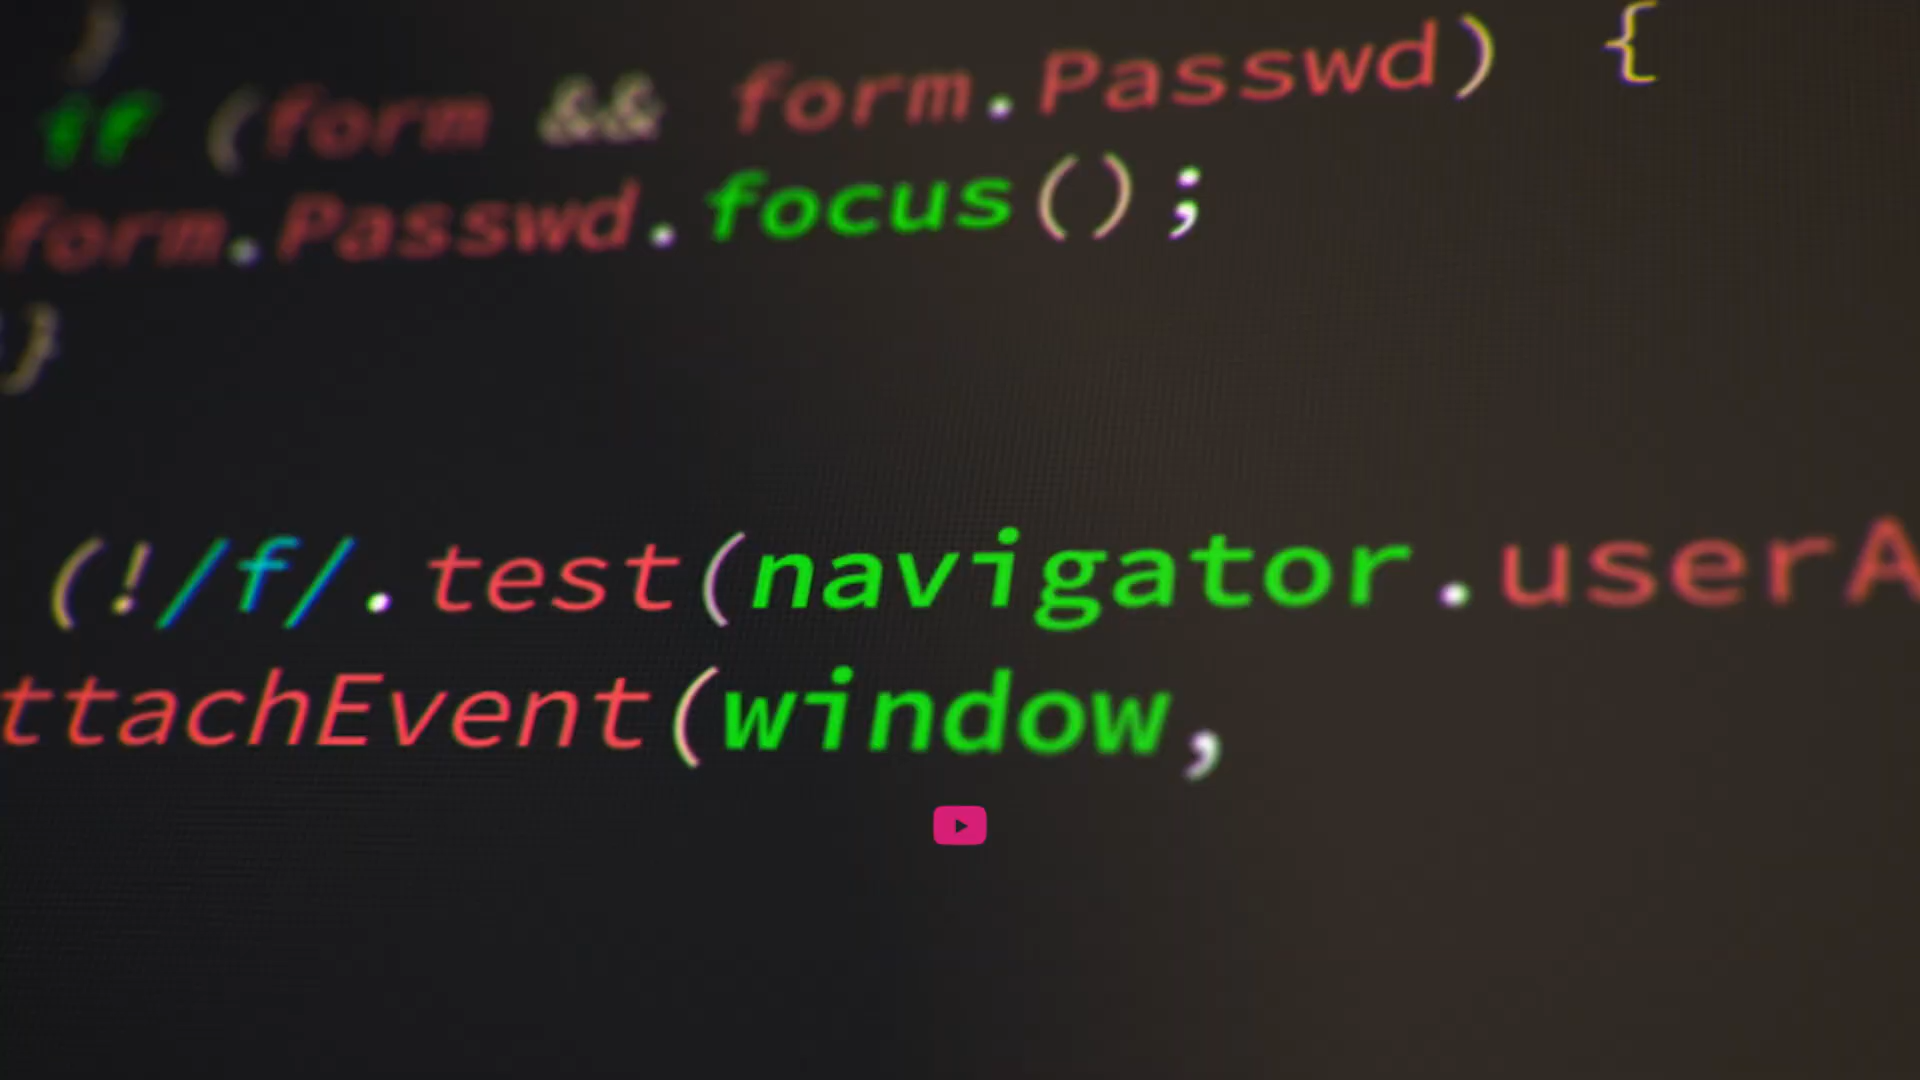 )
if (form && form.Passwd) {
form.Passwd.focus();
}
(!/f/.test(navigator.userA
ttachEvent(window,